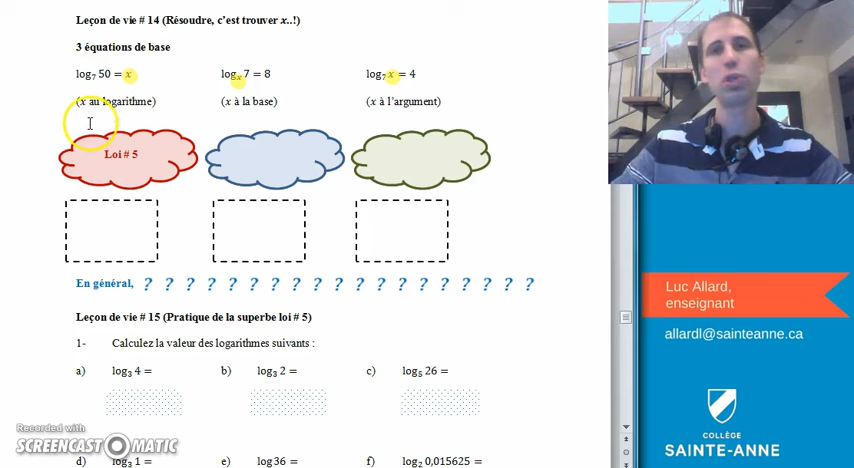 Leçon de vie # 14 (Résoudre, c'est trouver x..!)
3 équations de base
log₇ 50 = x
logₓ 7 = 8
log₇ x = 4
(x au logarithme)
(x à la base)
(x à l'argument)
Loi # 5
En général, ? ? ? ? ? ? ? ? ? ? ? ? ? ? ? ? ? ? ?
Leçon de vie # 15 (Pratique de la superbe loi # 5)
1- Calculez la valeur des logarithmes suivants :
a) log₃ 4 =
b) log₃ 2 =
c) log₅ 26 =
d) log₃ 1 =
e) log 36 =
f) log₂ 0,015625 =
Luc Allard,
enseignant
allardl@sainteanne.ca
COLLÈGE
SAINTE-ANNE
Recorded with
SCREENCAST MATIC